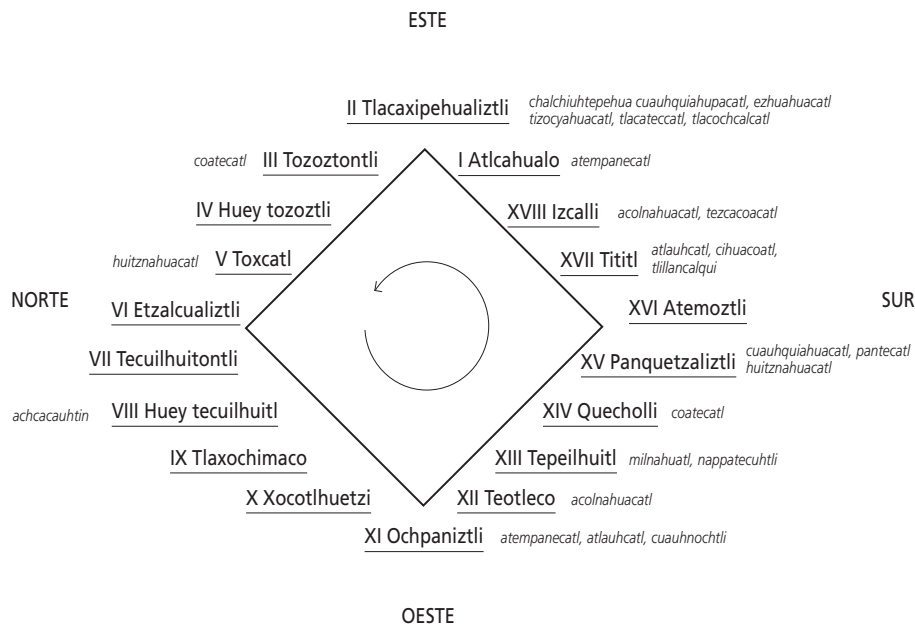 ESTE
II Tlacaxipehualiztli
chalchiuhtepehua cuauhquiahupacatl, ezhuahuacatl
tizocyahuacatl, tlacateccatl, tlacochcalcatl
coatecatl
III Tozoztontli
I Atlcahualo
atempanecatl
IV Huey tozoztli
XVIII Izcalli
acolnahuacatl, tezcacoacatl
huitznahuacatl
V Toxcatl
XVII Tititl
atlauhcatl, cihuacoatl,
tlillancalqui
NORTE
VI Etzalcualiztli
XVI Atemoztli
SUR
VII Tecuilhuitontli
XV Panquetzaliztli
cuauhquiahuacatl, pantecatl
huitznahuacatl
achcacauhtin
VIII Huey tecuilhuitl
XIV Quecholli
coatecatl
IX Tlaxochimaco
XIII Tepeilhuitl
milnahuatl, nappatecuhtli
X Xocotlhuetzi
XII Teotleco
acolnahuacatl
XI Ochpaniztli
atempanecatl, atlauhcatl, cuauhnochtli
OESTE